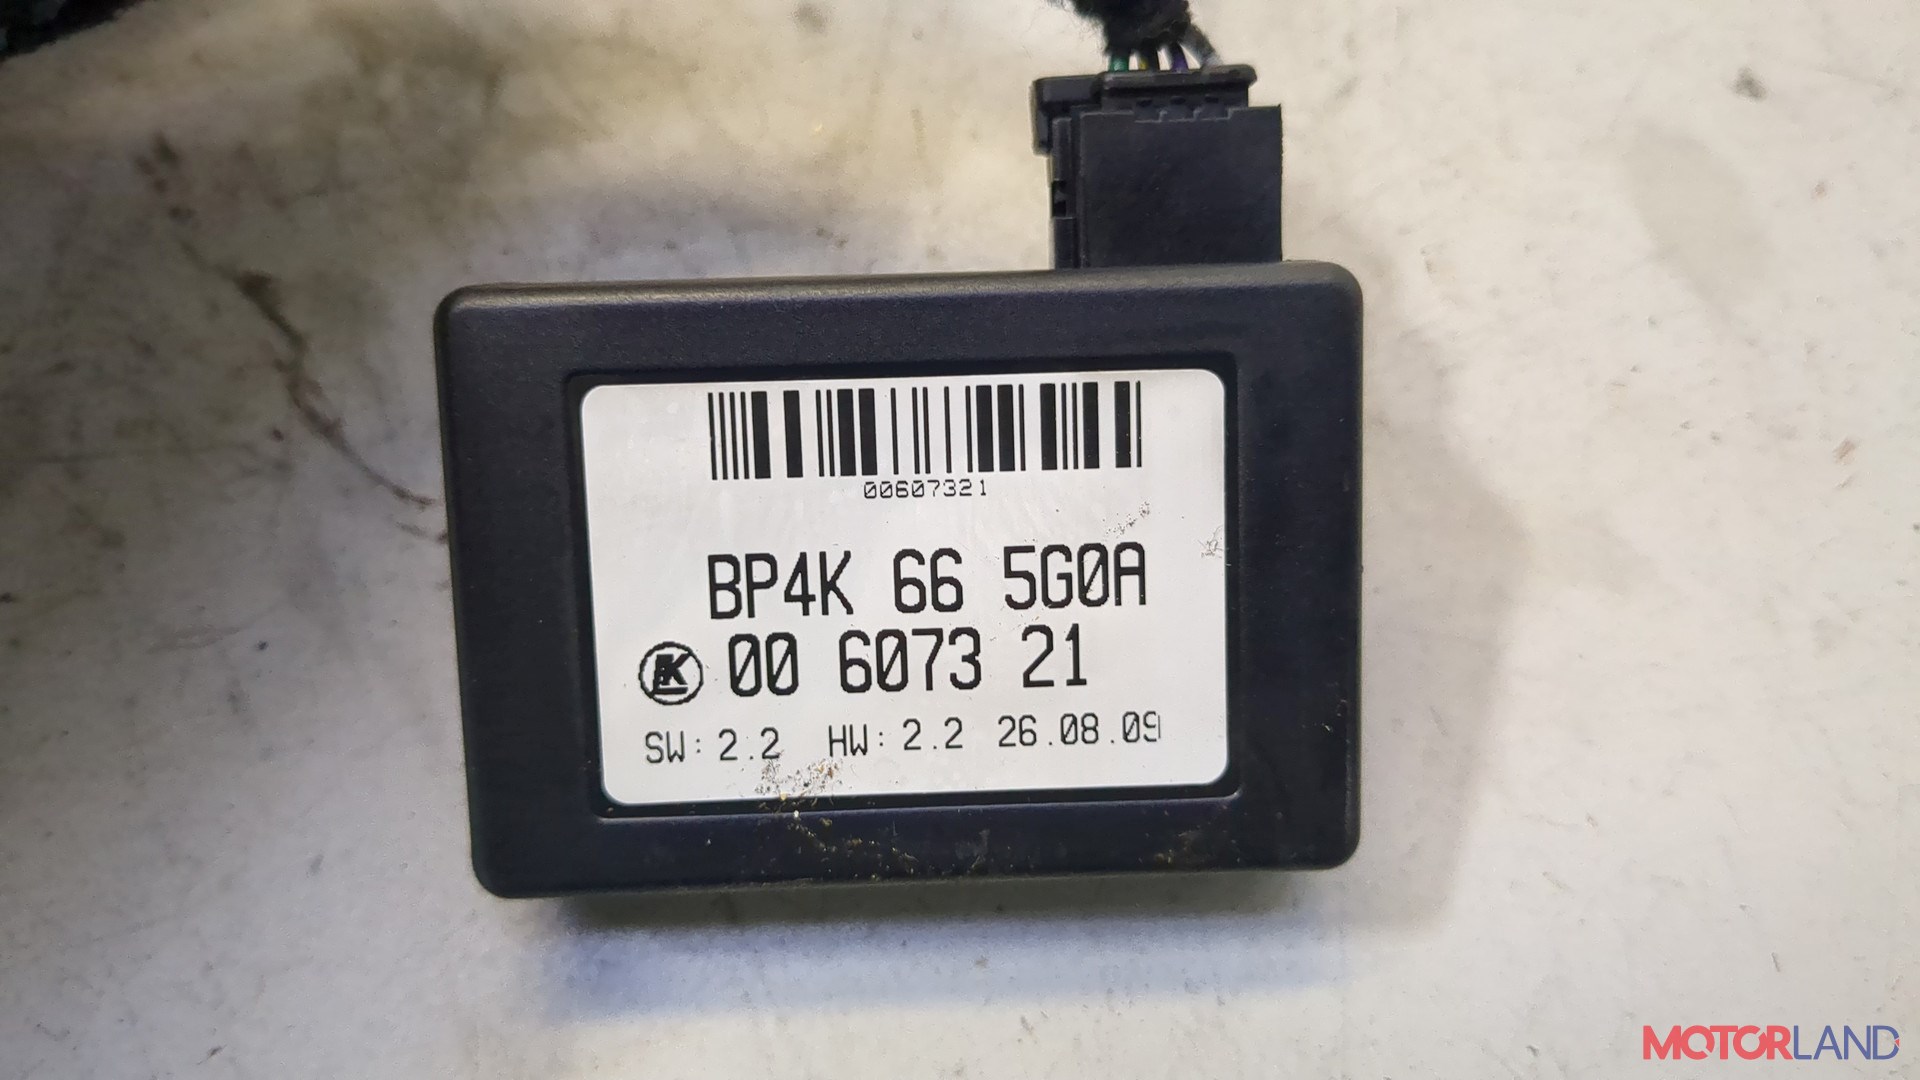 00607321
BP4K 66 5G0A
00 6073 21
SW: 2.2 HW: 2.2 26.08.09
MOTORLAND